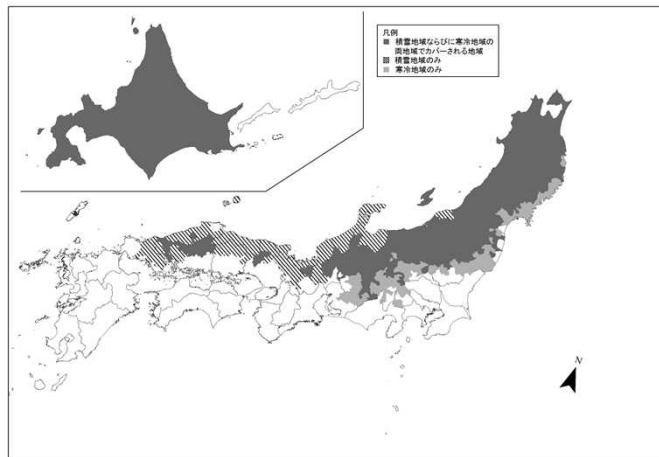 凡例
積雪地域ならびに寒冷地域の
両地域でカバーされる地域
積雪地域のみ
寒冷地域のみ
N